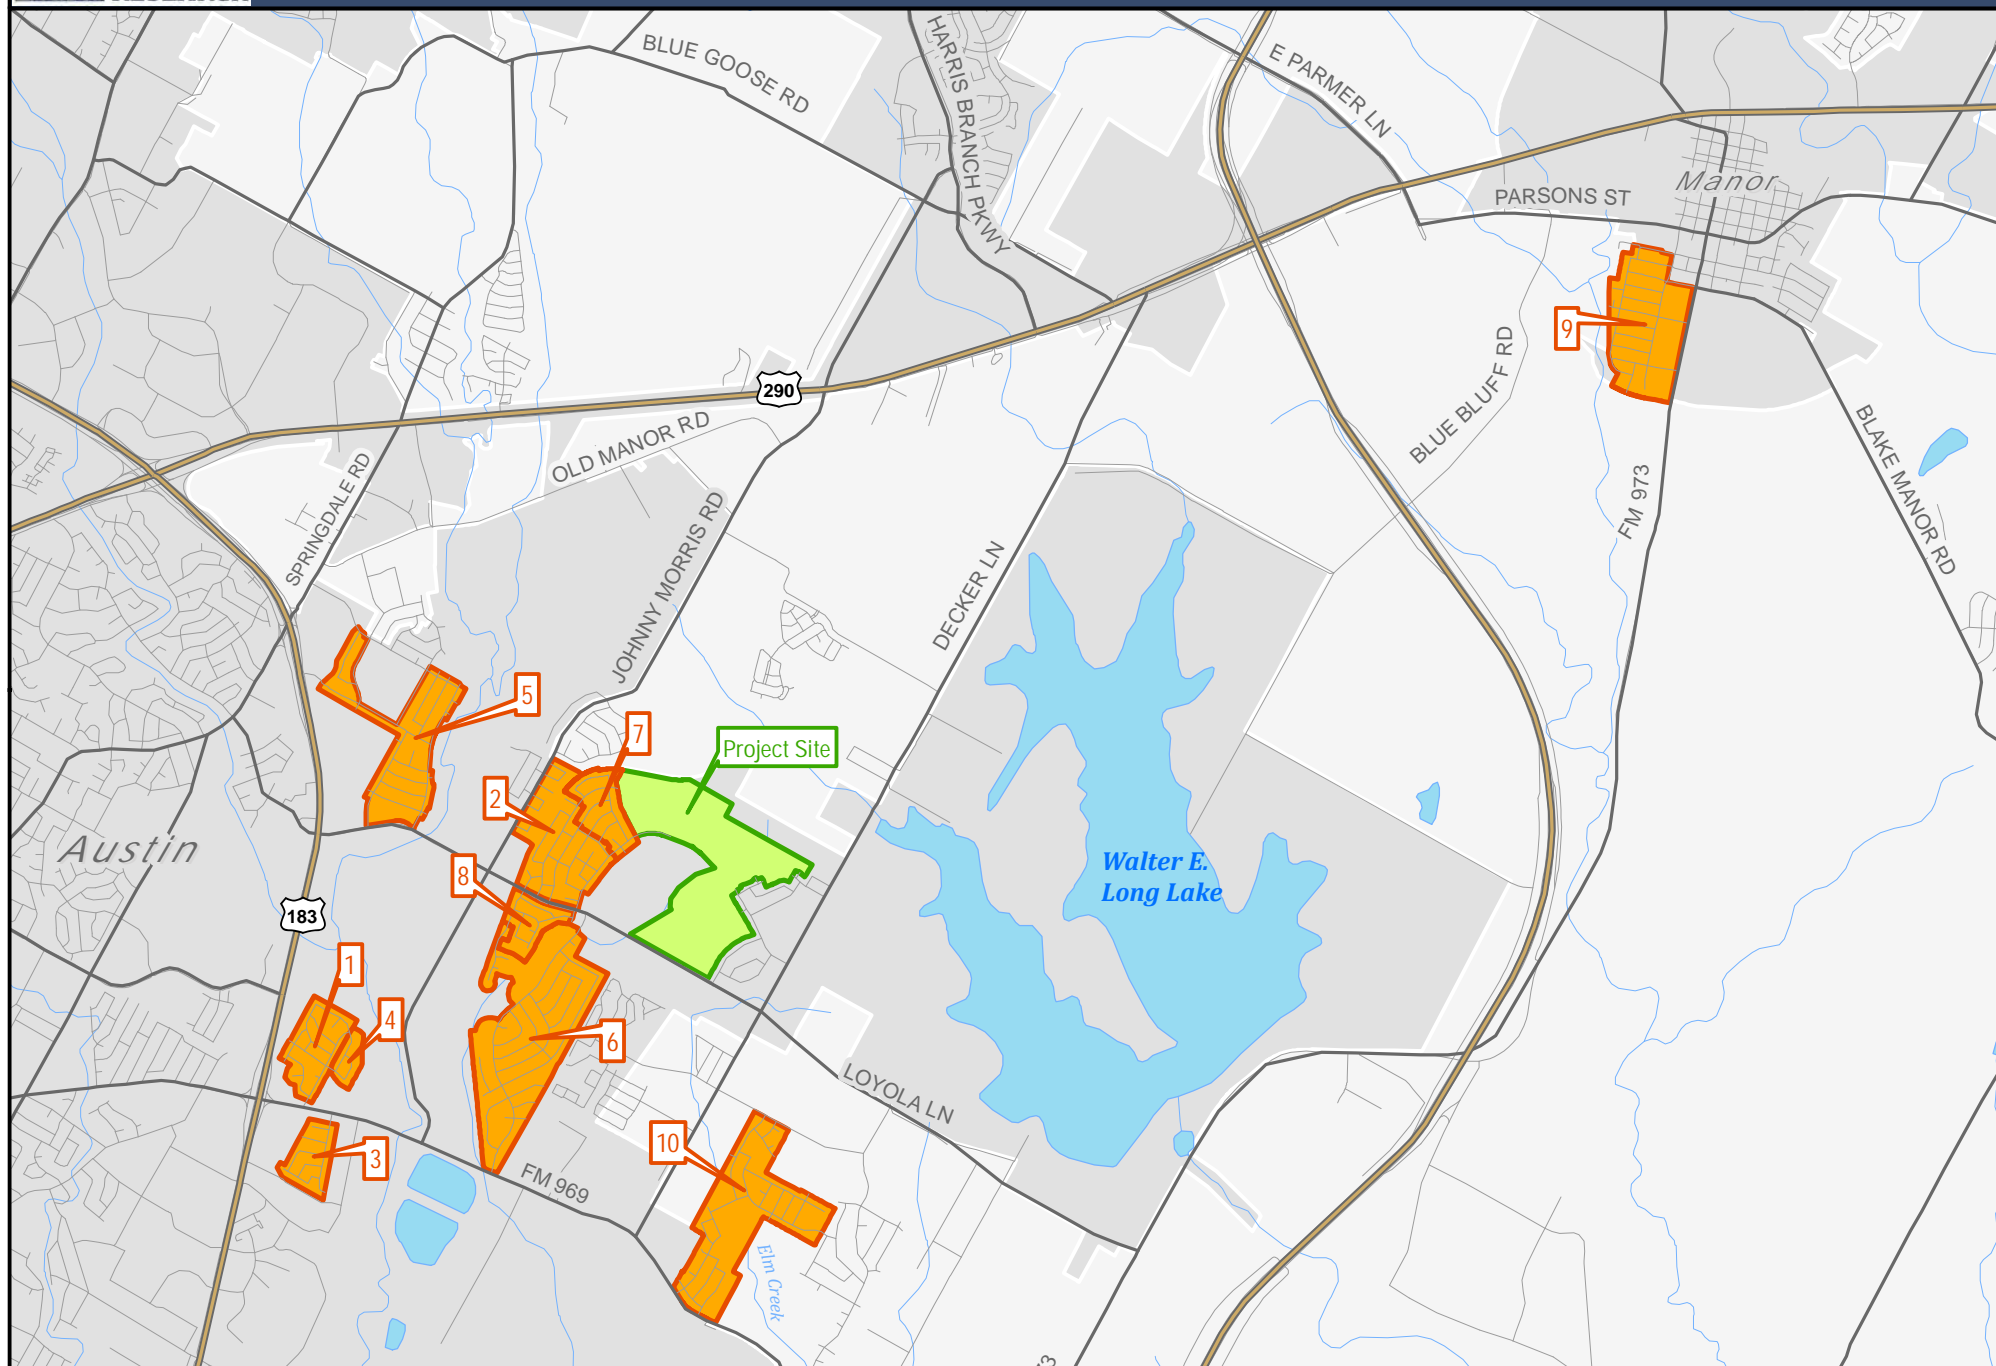 BLUE GOOSE RD
HARRIS BRANCH PKWY
E PARMER LN
PARSONS ST
Manor
9
290
OLD MANOR RD
SPRINGDALE RD
JOHNNY MORRIS RD
DECKER LN
BLUE BLUFF RD
FM 973
BLAKE MANOR RD
5
7
Project Site
2
Austin
8
183
Walter E.
Long Lake
1
4
6
LOYOLA LN
3
10
FM 969
Elm Creek